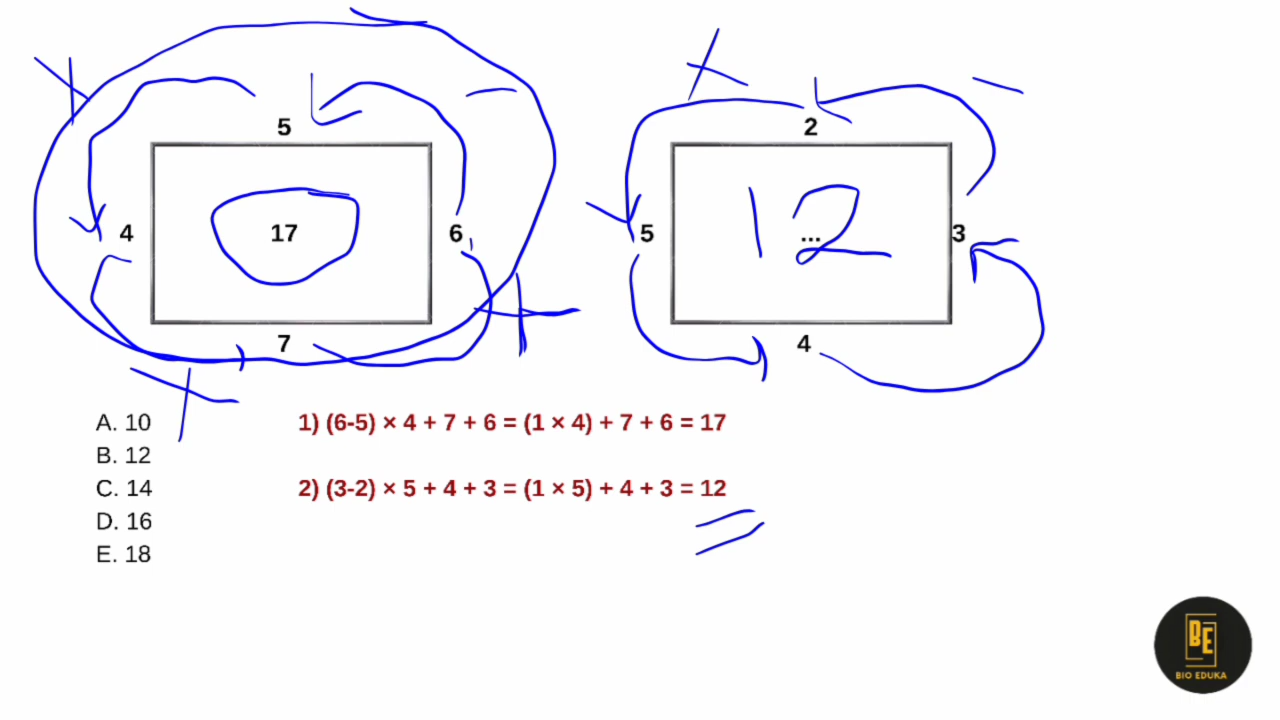 5
2
4
17
6
5
12
...
3
7
4
A. 10
1) (6-5) × 4 + 7 + 6 = (1 × 4) + 7 + 6 = 17
B. 12
C. 14
2) (3-2) × 5 + 4 + 3 = (1 × 5) + 4 + 3 = 12
D. 16
E. 18
BE
BIO EDUKA